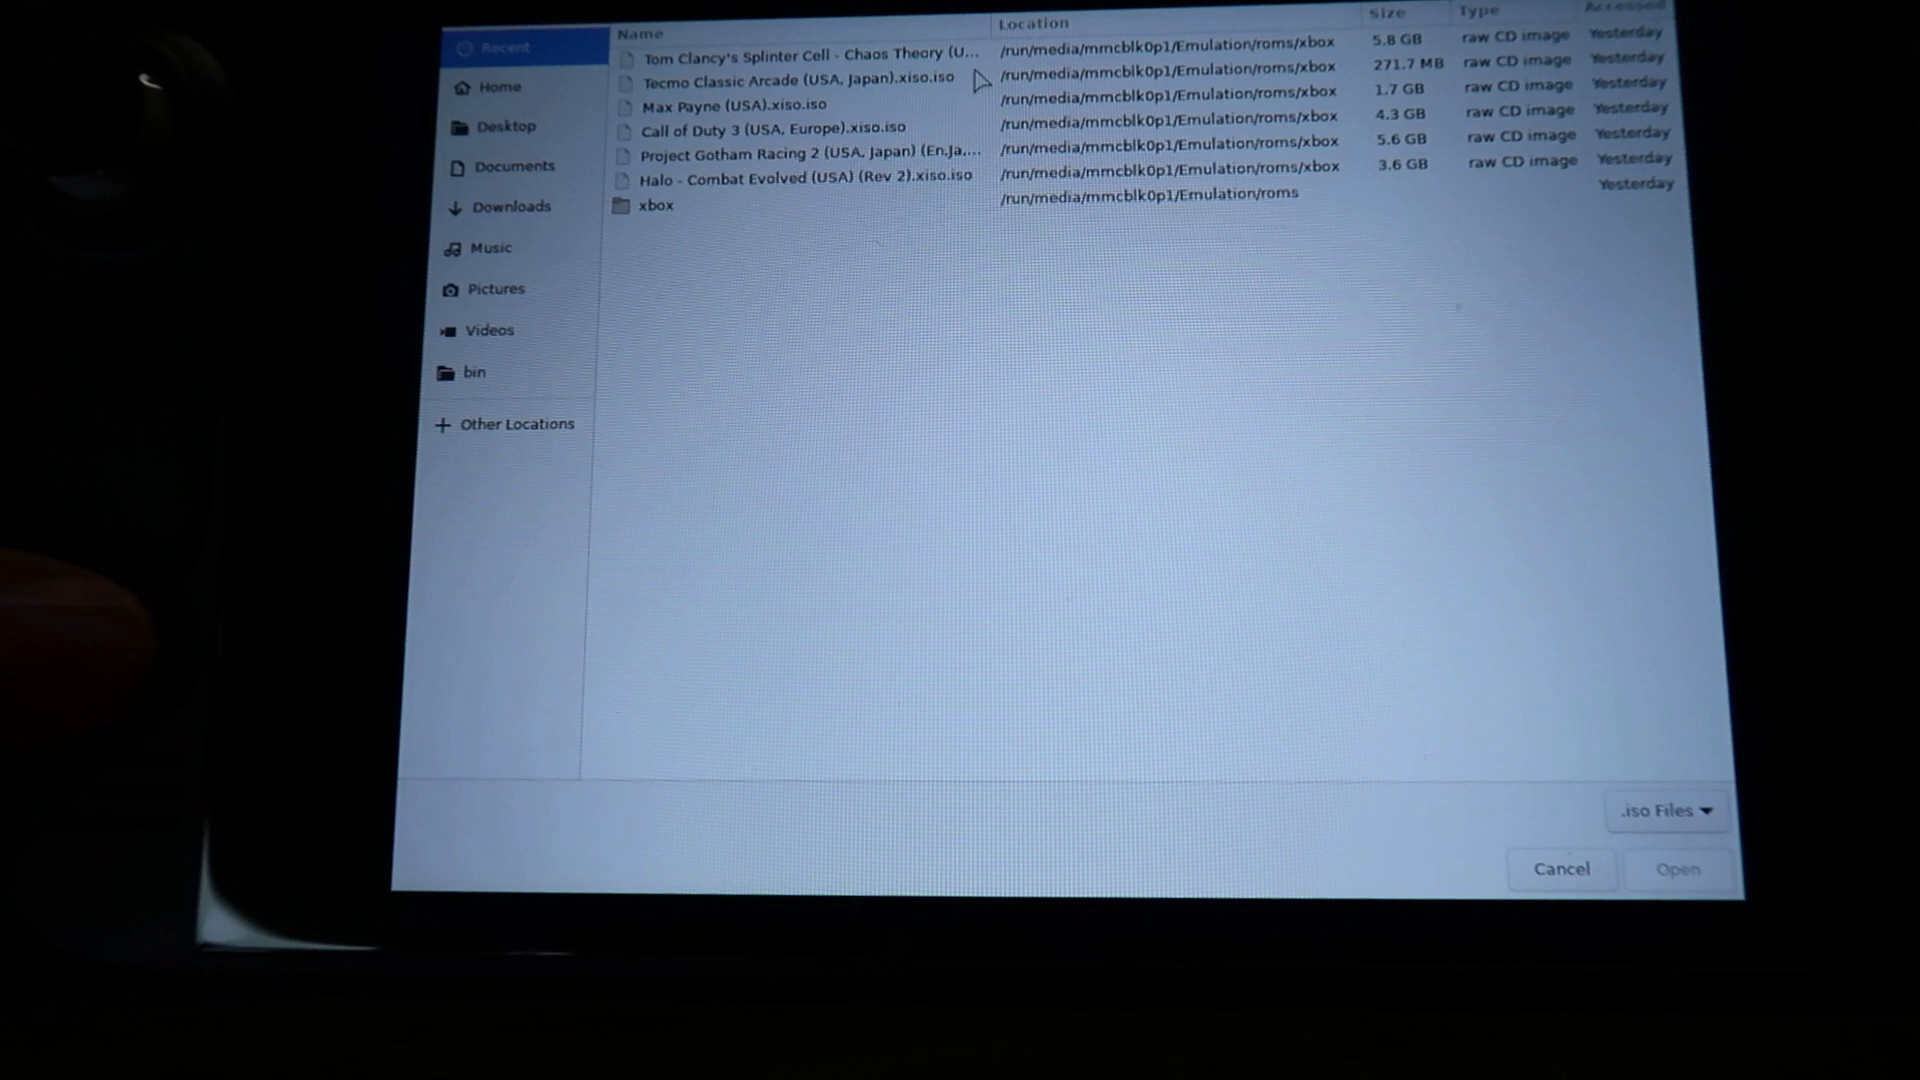 Recent
Home
Desktop
Documents
Downloads
Music
Pictures
Videos
bin
Other Locations
Name Location Size Type Accessed
Tom Clancy's Splinter Cell - Chaos Theory (U... /run/media/mmcblk0p1/Emulation/roms/xbox 5.8 GB raw CD image Yesterday
Tecmo Classic Arcade (USA, Japan).xiso.iso /run/media/mmcblk0p1/Emulation/roms/xbox 271.7 MB raw CD image Yesterday
Max Payne (USA).xiso.iso /run/media/mmcblk0p1/Emulation/roms/xbox 1.7 GB raw CD image Yesterday
Call of Duty 3 (USA, Europe).xiso.iso /run/media/mmcblk0p1/Emulation/roms/xbox 4.3 GB raw CD image Yesterday
Project Gotham Racing 2 (USA, Japan) (En,Ja,... /run/media/mmcblk0p1/Emulation/roms/xbox 5.6 GB raw CD image Yesterday
Halo - Combat Evolved (USA) (Rev 2).xiso.iso /run/media/mmcblk0p1/Emulation/roms/xbox 3.6 GB raw CD image Yesterday
xbox /run/media/mmcblk0p1/Emulation/roms Yesterday
.iso Files
Cancel Open